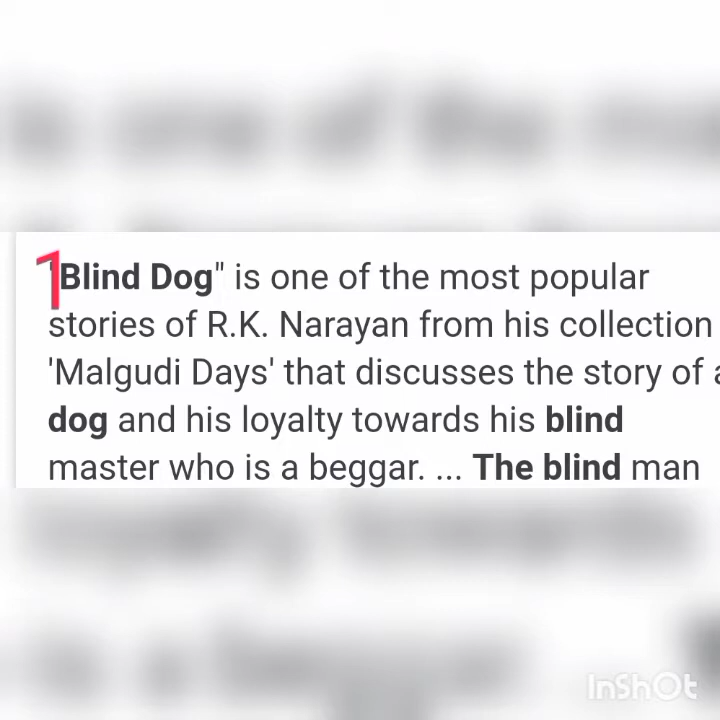 1
"Blind Dog" is one of the most popular
stories of R.K. Narayan from his collection
'Malgudi Days' that discusses the story of a
dog and his loyalty towards his blind
master who is a beggar. ... The blind man
InShOt